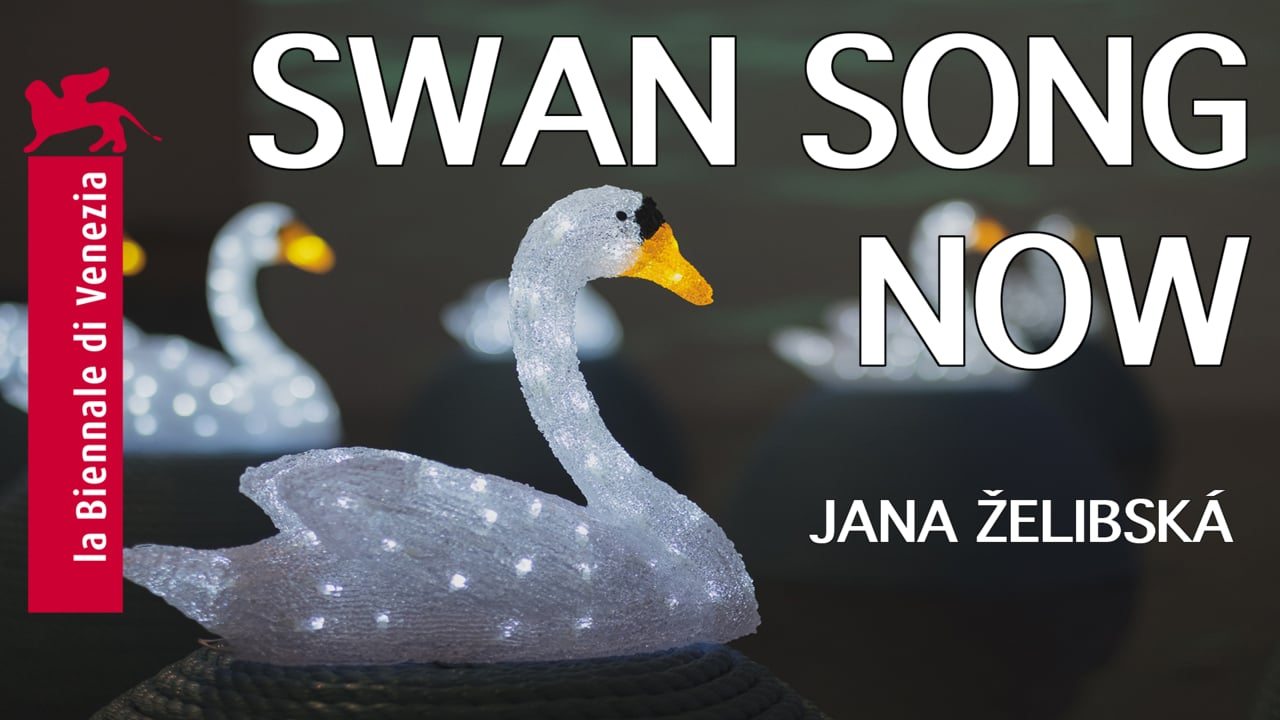 SWAN SONG
NOW
la Biennale di Venezia
JANA ŽELIBSKÁ